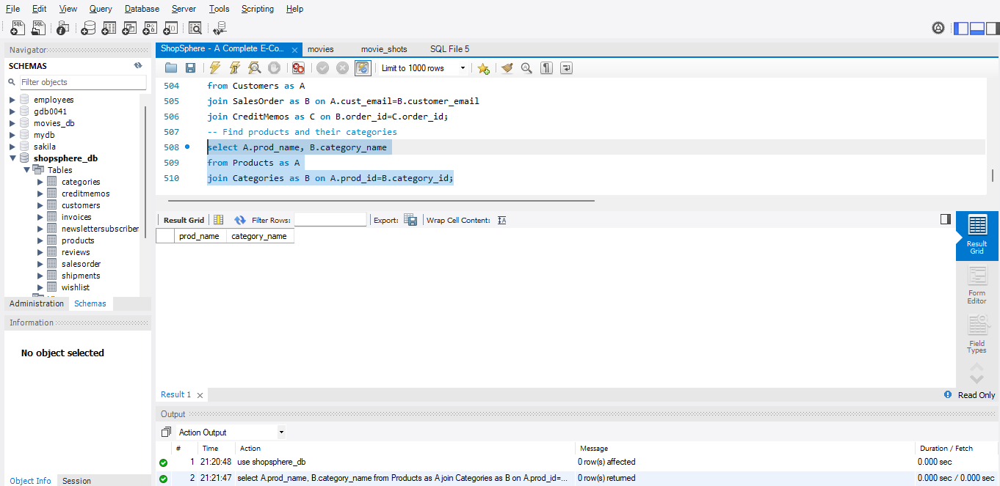 File Edit View Query Database Server Tools Scripting Help
Navigator
ShopSphere - A Complete E-Co... movies movie_shots SQL File 5
SCHEMAS
Filter objects
employees
gdb0041
movies_db
mydb
sakila
shopsphere_db
Tables
categories
creditmemos
customers
invoices
newslettersubscriber
products
reviews
salesorder
shipments
wishlist
Administration Schemas
Information
No object selected
Object Info Session
Limit to 1000 rows
504 from Customers as A
505 join SalesOrder as B on A.cust_email=B.customer_email
506 join CreditMemos as C on B.order_id=C.order_id;
507 -- Find products and their categories
508 select A.prod_name, B.category_name
509 from Products as A
510 join Categories as B on A.prod_id=B.category_id;
Result Grid Filter Rows: Export: Wrap Cell Content:
prod_name category_name
Result
Grid
Form
Editor
Field
Types
Result 1
Read Only
Output
Action Output
# Time Action Message Duration / Fetch
1 21:20:48 use shopsphere_db 0 row(s) affected 0.000 sec
2 21:21:47 select A.prod_name, B.category_name from Products as A join Categories as B on A.prod_id=... 0 row(s) returned 0.000 sec / 0.000 sec